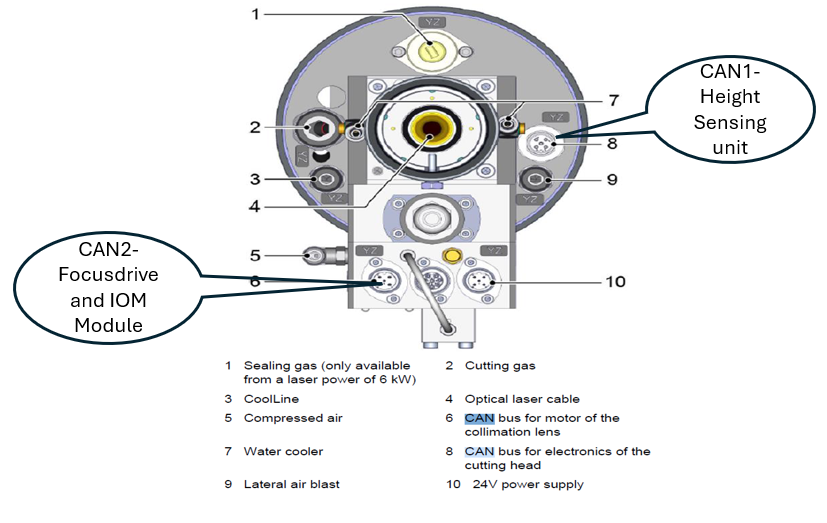 YZ
1
CAN1-
Height
Sensing
unit
7
YZ
2
8
YZ
3
9
YZ
YZ
4
CAN2-
Focusdrive
and IOM
Module
5
YZ
YZ
6
10
1 Sealing gas (only available
from a laser power of 6 kW)
2 Cutting gas
3 CoolLine
4 Optical laser cable
5 Compressed air
6 CAN bus for motor of the
collimation lens
7 Water cooler
8 CAN bus for electronics of the
cutting head
9 Lateral air blast
10 24V power supply